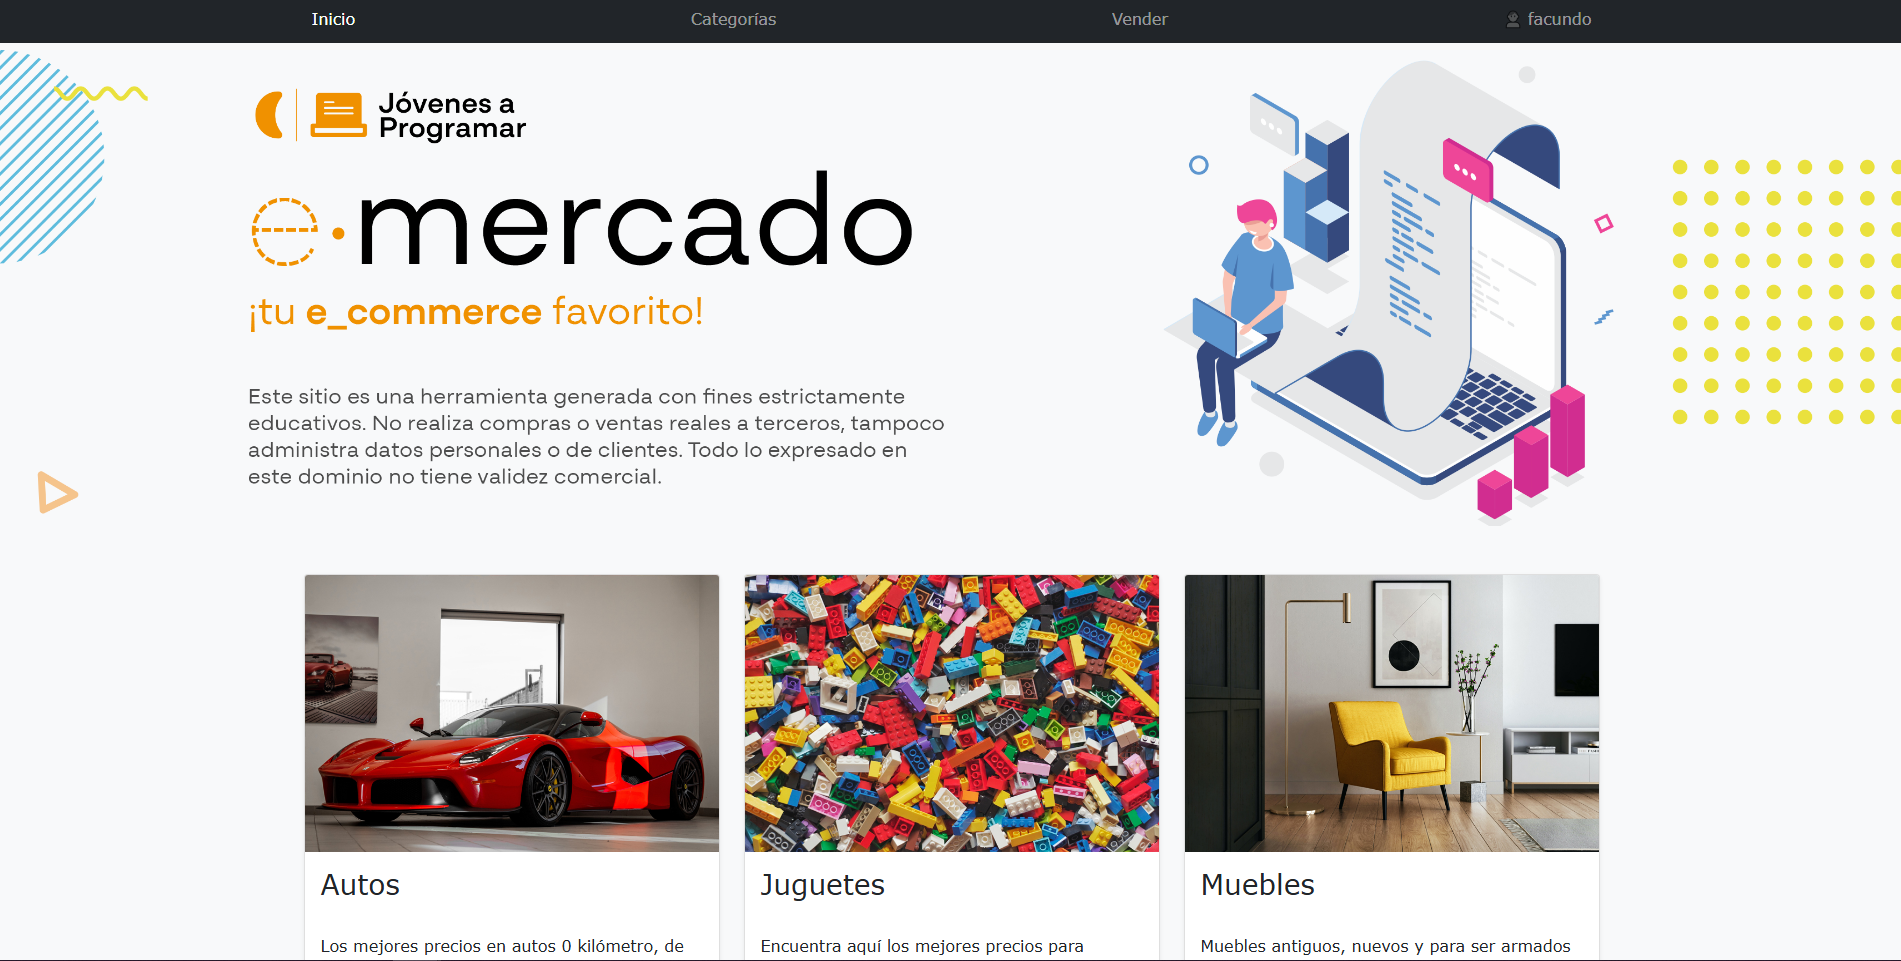 Inicio
Categorías
Vender
facundo
Jóvenes a
Programar
e·mercado
¡tu e_commerce favorito!
Este sitio es una herramienta generada con fines estrictamente
educativos. No realiza compras o ventas reales a terceros, tampoco
administra datos personales o de clientes. Todo lo expresado en
este dominio no tiene validez comercial.
Autos
Los mejores precios en autos 0 kilómetro, de
Juguetes
Encuentra aquí los mejores precios para
Muebles
Muebles antiguos, nuevos y para ser armados